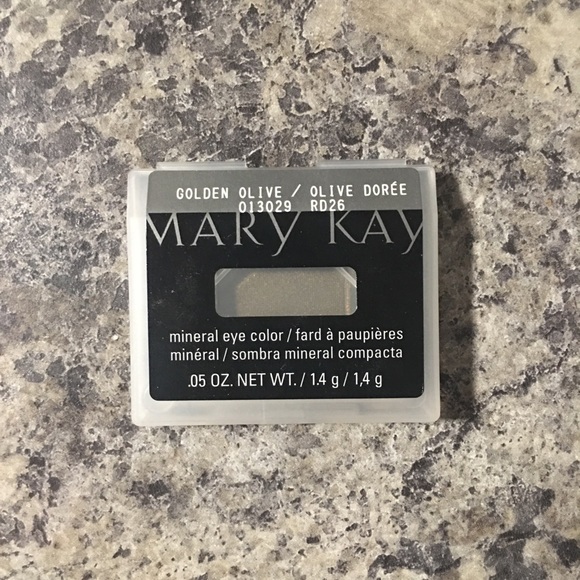 GOLDEN OLIVE / OLIVE DORÉE
013029 RD26
MARY KAY
mineral eye color / fard à paupières
minéral / sombra mineral compacta
.05 OZ. NET WT. / 1.4 g / 1,4 g